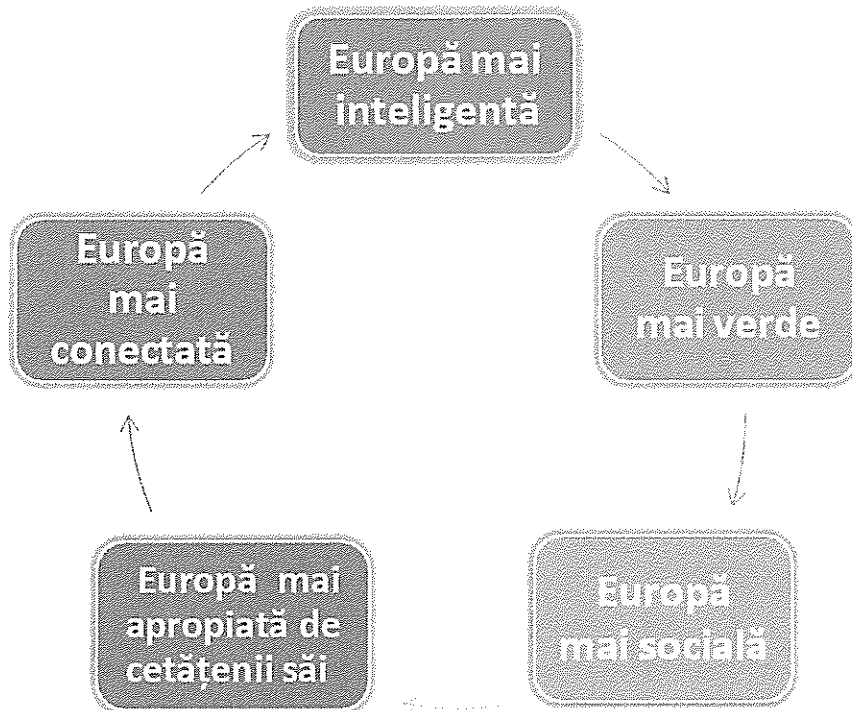 Europă mai
inteligentă
Europă
mai verde
Europă
mai socială
Europă mai
apropiată de
cetățenii săi
Europă
mai
conectată